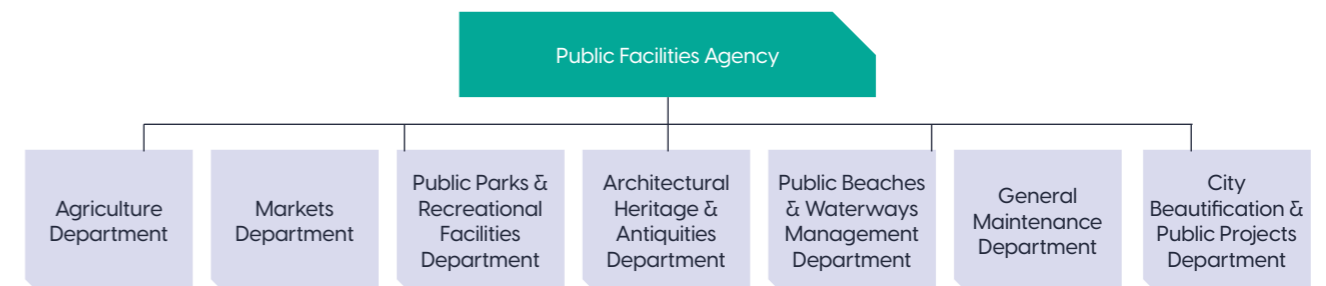 Public Facilities Agency
Agriculture
Department
Markets
Department
Public Parks &
Recreational
Facilities
Department
Architectural
Heritage &
Antiquities
Department
Public Beaches
& Waterways
Management
Department
General
Maintenance
Department
City
Beautification &
Public Projects
Department